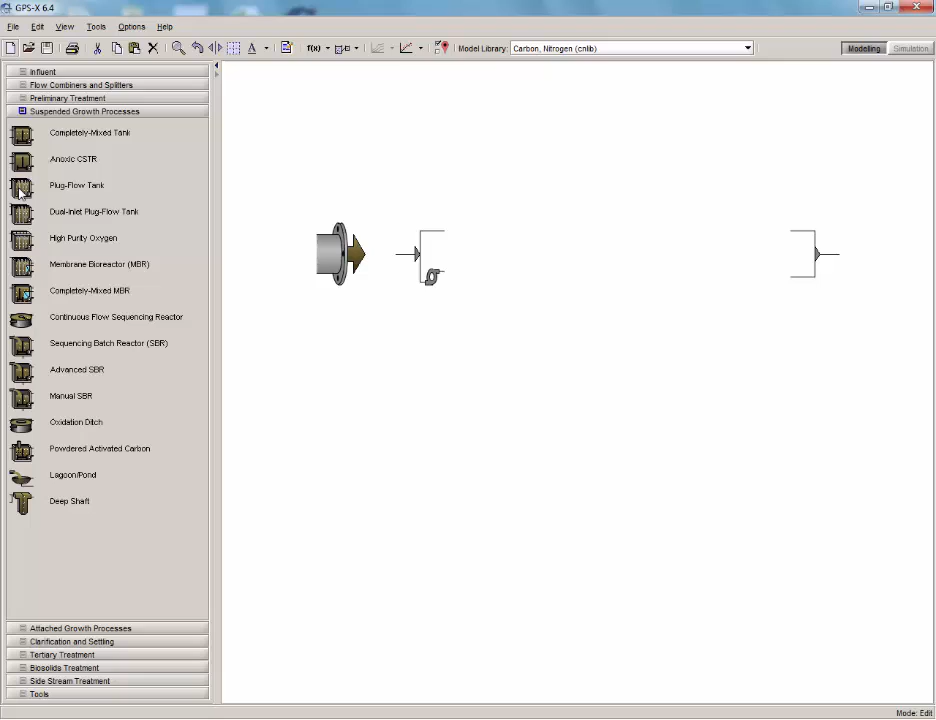 GPS-X 6.4
File Edit View Tools Options Help
A f(x) Model Library: Carbon, Nitrogen (cnlib) Modelling Simulation
Influent
Flow Combiners and Splitters
Preliminary Treatment
Suspended Growth Processes
Completely-Mixed Tank
Anoxic CSTR
Plug-Flow Tank
Dual-Inlet Plug-Flow Tank
High Purity Oxygen
Membrane Bioreactor (MBR)
Completely-Mixed MBR
Continuous Flow Sequencing Reactor
Sequencing Batch Reactor (SBR)
Advanced SBR
Manual SBR
Oxidation Ditch
Powdered Activated Carbon
Lagoon/Pond
Deep Shaft
Attached Growth Processes
Clarification and Settling
Tertiary Treatment
Biosolids Treatment
Side Stream Treatment
Tools
Mode: Edit